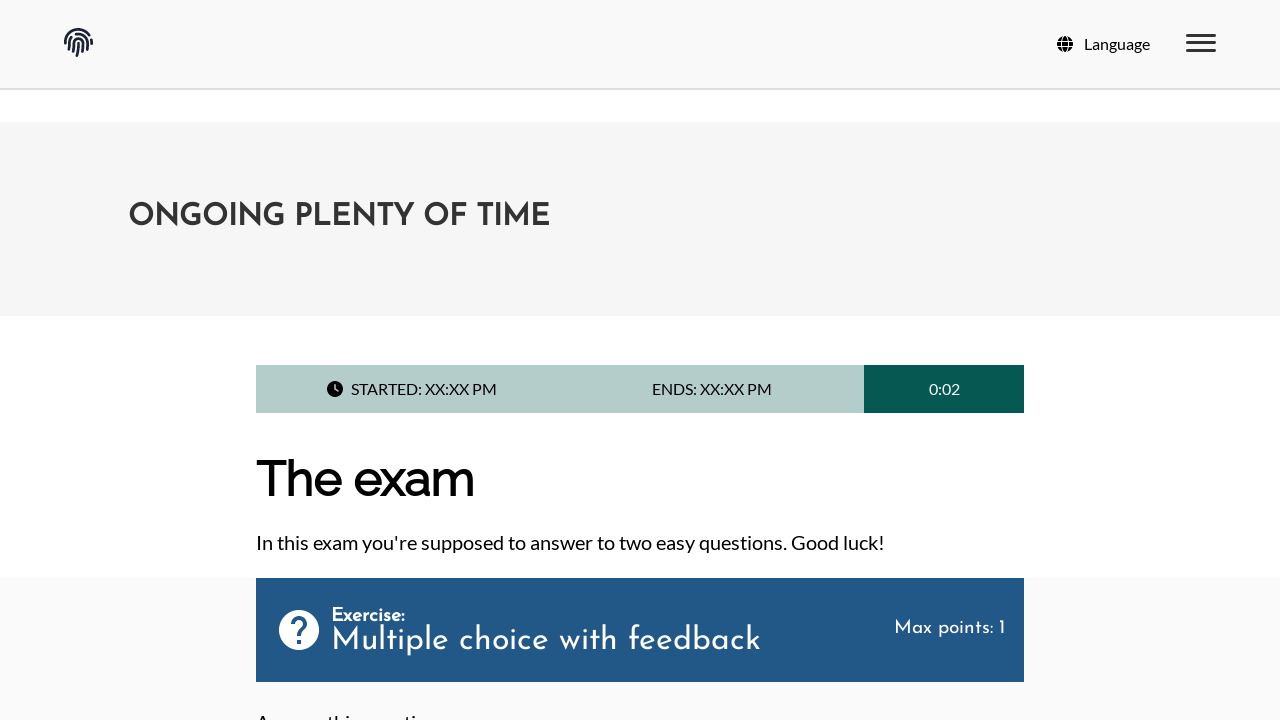 Language
ONGOING PLENTY OF TIME
STARTED: XX:XX PM
ENDS: XX:XX PM
0:02
The exam
In this exam you're supposed to answer to two easy questions. Good luck!
Exercise:
Multiple choice with feedback
Max points: 1